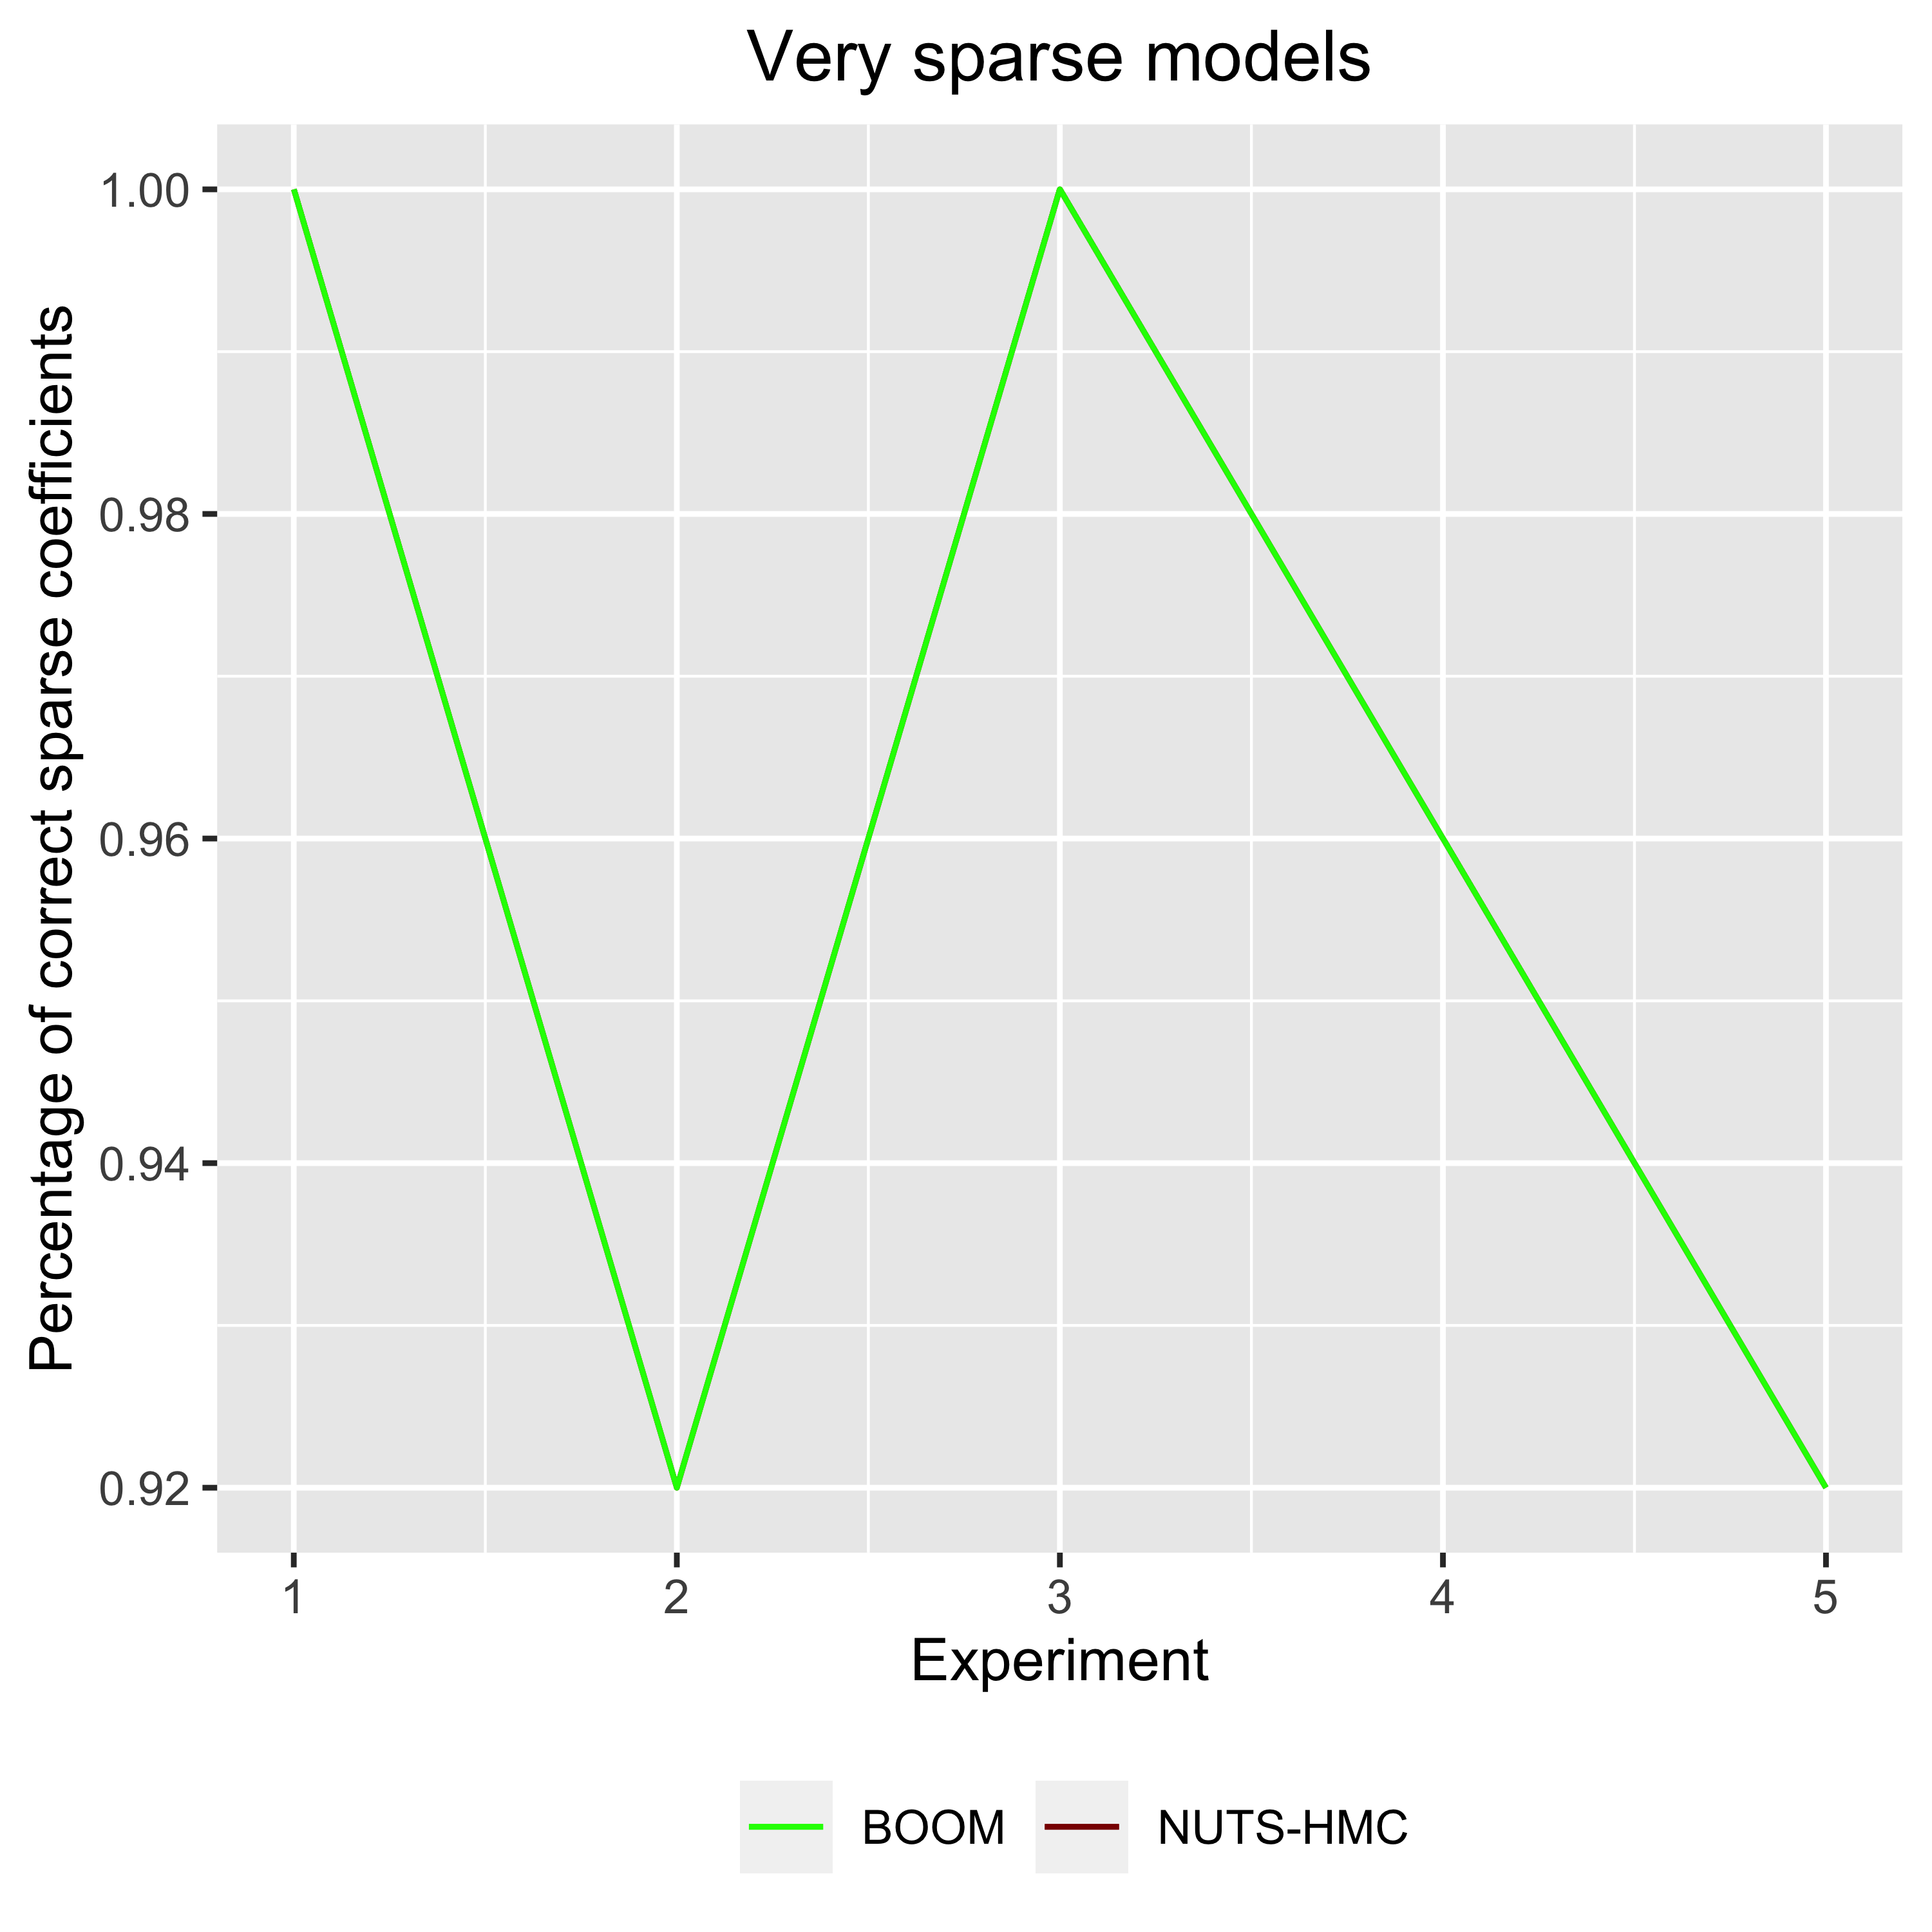 Very sparse models
Percentage of correct sparse coefficients
1.00
0.98
0.96
0.94
0.92
1 2 3 4 5
Experiment
BOOM NUTS-HMC